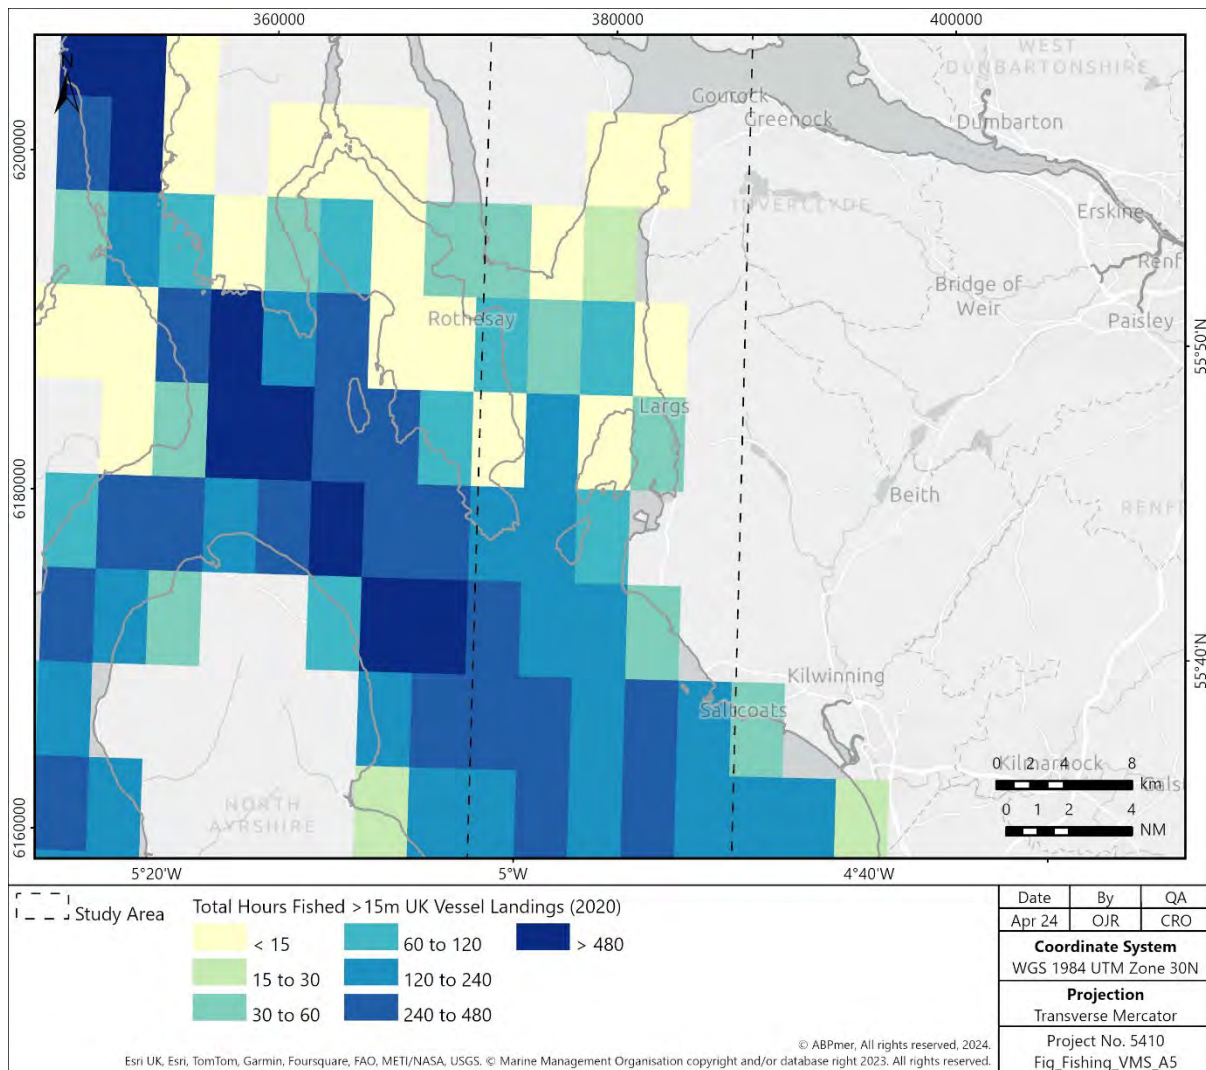 360000
380000
400000
WEST
DUNBARTONSHIRE
N
Gourock
Greenock
Dumbarton
6200000
INVERCLYDE
Erskine
Renf
Bridge of
Weir
Paisley
Rothesay
55°50'N
Largs
6180000
Beith
RENF
55°40'N
Kilwinning
Saltcoats
0 2 4 8
Kilmarnock
km
Gals
0 1 2 4
NM
NORTH
AYRSHIRE
6160000
5°20'W
5°W
4°40'W
Study Area
Total Hours Fished >15m UK Vessel Landings (2020)
< 15
60 to 120
> 480
15 to 30
120 to 240
30 to 60
240 to 480
Date By QA
Apr 24 OJR CRO
Coordinate System
WGS 1984 UTM Zone 30N
Projection
Transverse Mercator
Project No. 5410
Fig_Fishing_VMS_A5
© ABPmer, All rights reserved, 2024.
Esri UK, Esri, TomTom, Garmin, Foursquare, FAO, METI/NASA, USGS. © Marine Management Organisation copyright and/or database right 2023. All rights reserved.